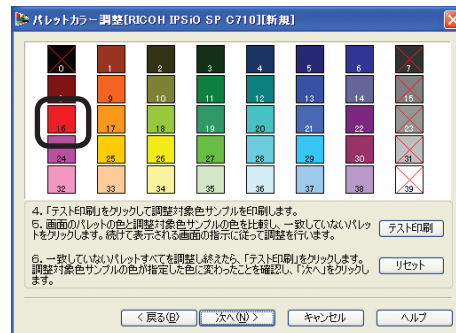 パレットカラー調整[RICOH IPSiO SP C710][新規]
0 1 2 3 4 5 6 7
8 9 10 11 12 13 14 15
16 17 18 19 20 21 22 23
24 25 26 27 28 29 30 31
32 33 34 35 36 37 38 39
4.「テスト印刷」をクリックして調整対象色サンプルを印刷します。
5. 画面のパレットの色と調整対象色サンプルの色を比較し、一致していないパレッ
トをクリックします。続けて表示される画面の指示に従って調整を行います。
テスト印刷
6. 一致していないパレットすべてを調整し終えたら、「テスト印刷」をクリックします。
調整対象色サンプルの色が指定した色に変わったことを確認し、「次へ」をクリックし
ます。
リセット
< 戻る(B) 次へ(N) > キャンセル ヘルプ